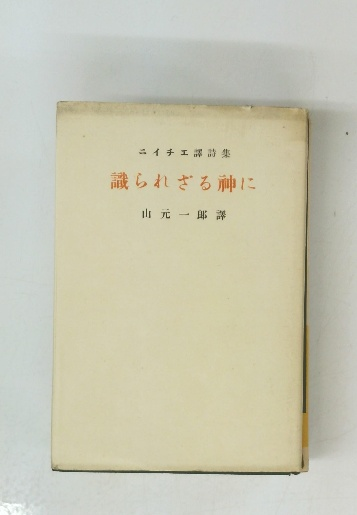 ニイチエ譯詩集
識られざる神に
山元一郎譯